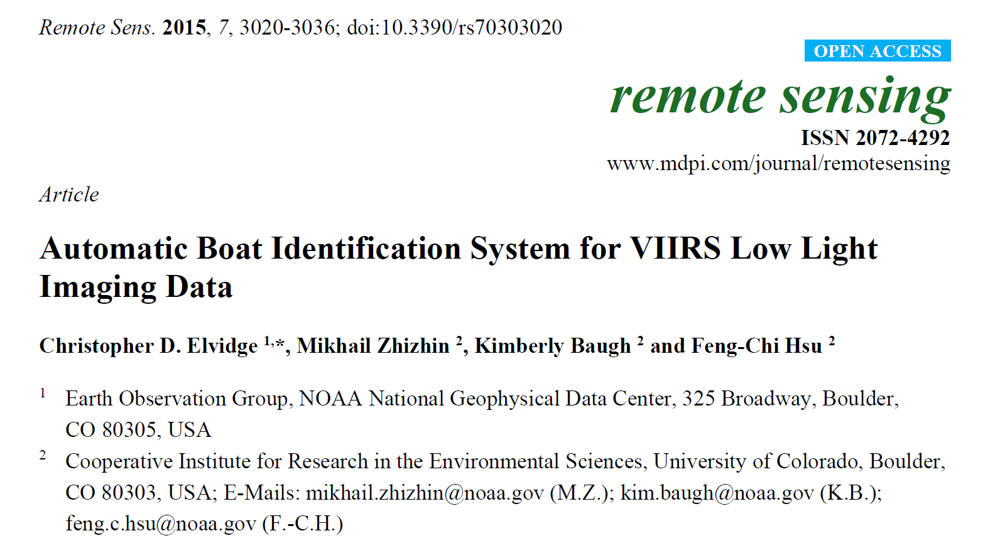 Remote Sens. 2015, 7, 3020-3036; doi:10.3390/rs70303020
OPEN ACCESS
remote sensing
ISSN 2072-4292
www.mdpi.com/journal/remotesensing
Article
Automatic Boat Identification System for VIIRS Low Light
Imaging Data
Christopher D. Elvidge 1,*, Mikhail Zhizhin 2, Kimberly Baugh 2 and Feng-Chi Hsu 2
1 Earth Observation Group, NOAA National Geophysical Data Center, 325 Broadway, Boulder,
CO 80305, USA
2 Cooperative Institute for Research in the Environmental Sciences, University of Colorado, Boulder,
CO 80303, USA; E-Mails: mikhail.zhizhin@noaa.gov (M.Z.); kim.baugh@noaa.gov (K.B.);
feng.c.hsu@noaa.gov (F.-C.H.)